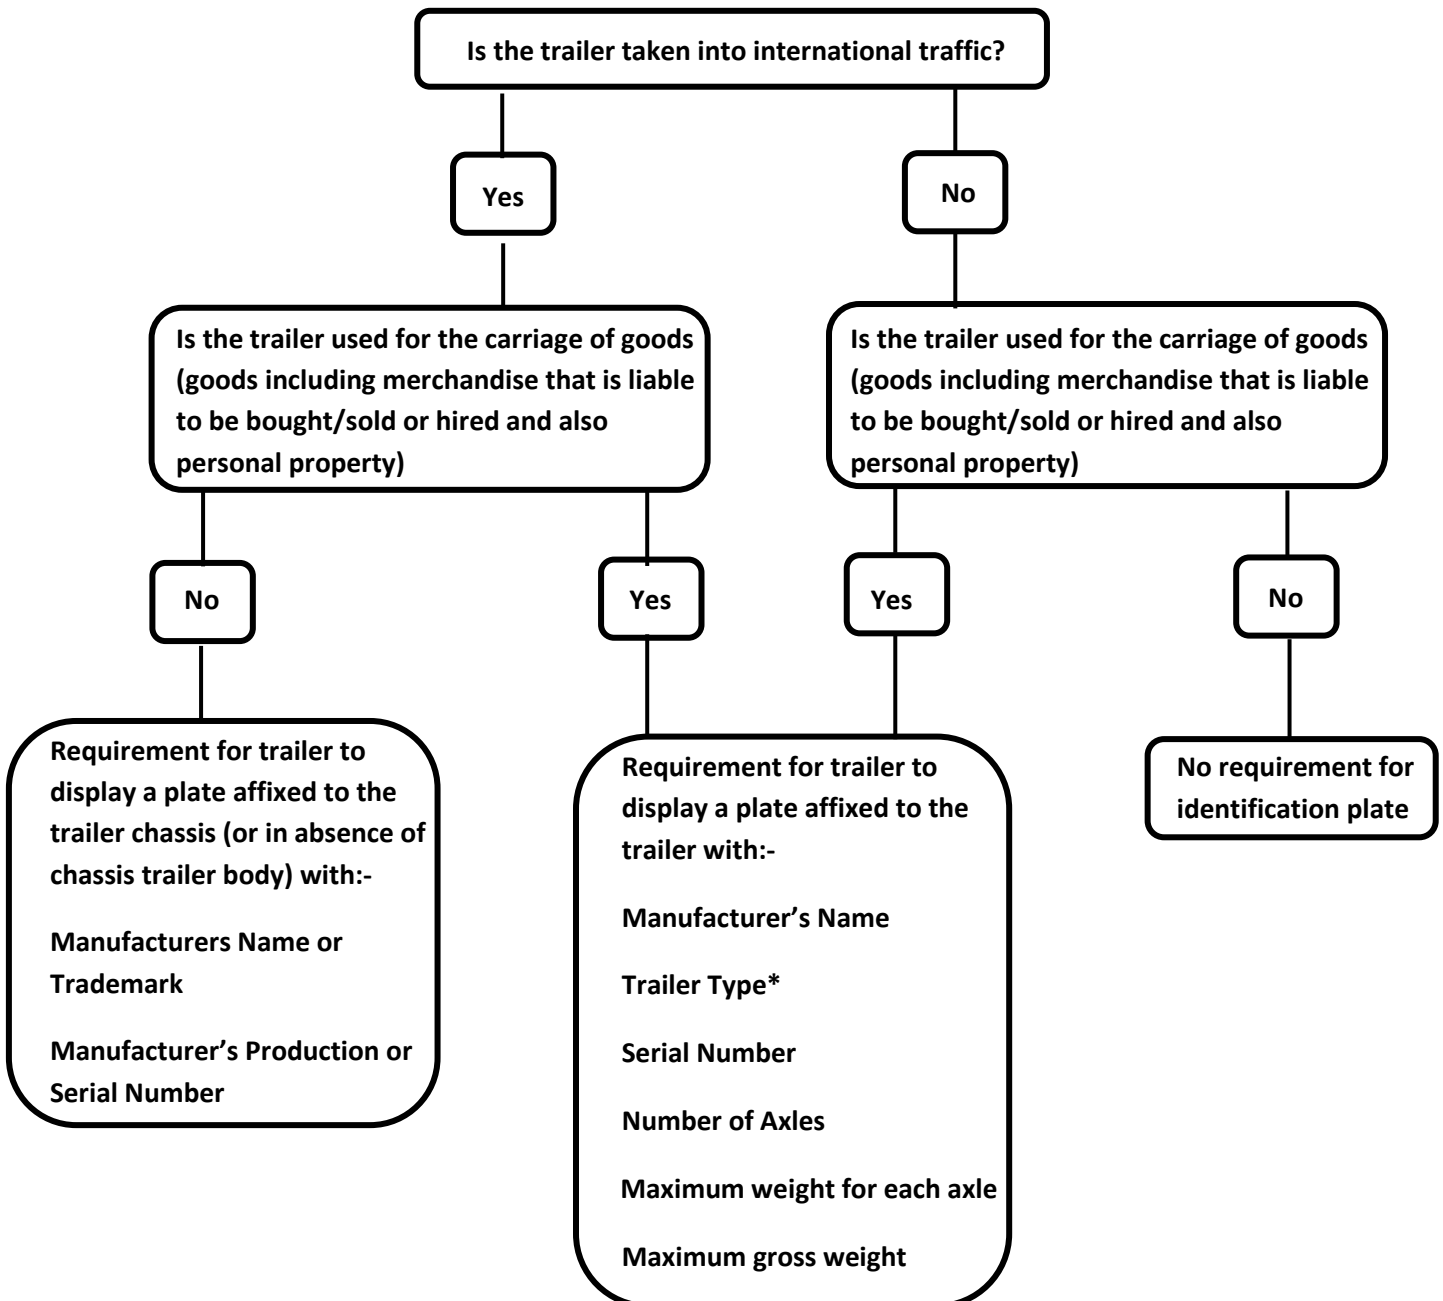 Is the trailer taken into international traffic?
Yes
No
Is the trailer used for the carriage of goods
(goods including merchandise that is liable
to be bought/sold or hired and also
personal property)
Is the trailer used for the carriage of goods
(goods including merchandise that is liable
to be bought/sold or hired and also
personal property)
No
Yes
Yes
No
Requirement for trailer to
display a plate affixed to the
trailer chassis (or in absence of
chassis trailer body) with:-
Manufacturers Name or
Trademark
Manufacturer’s Production or
Serial Number
Requirement for trailer to
display a plate affixed to the
trailer with:-
Manufacturer’s Name
Trailer Type*
Serial Number
Number of Axles
Maximum weight for each axle
Maximum gross weight
No requirement for
identification plate